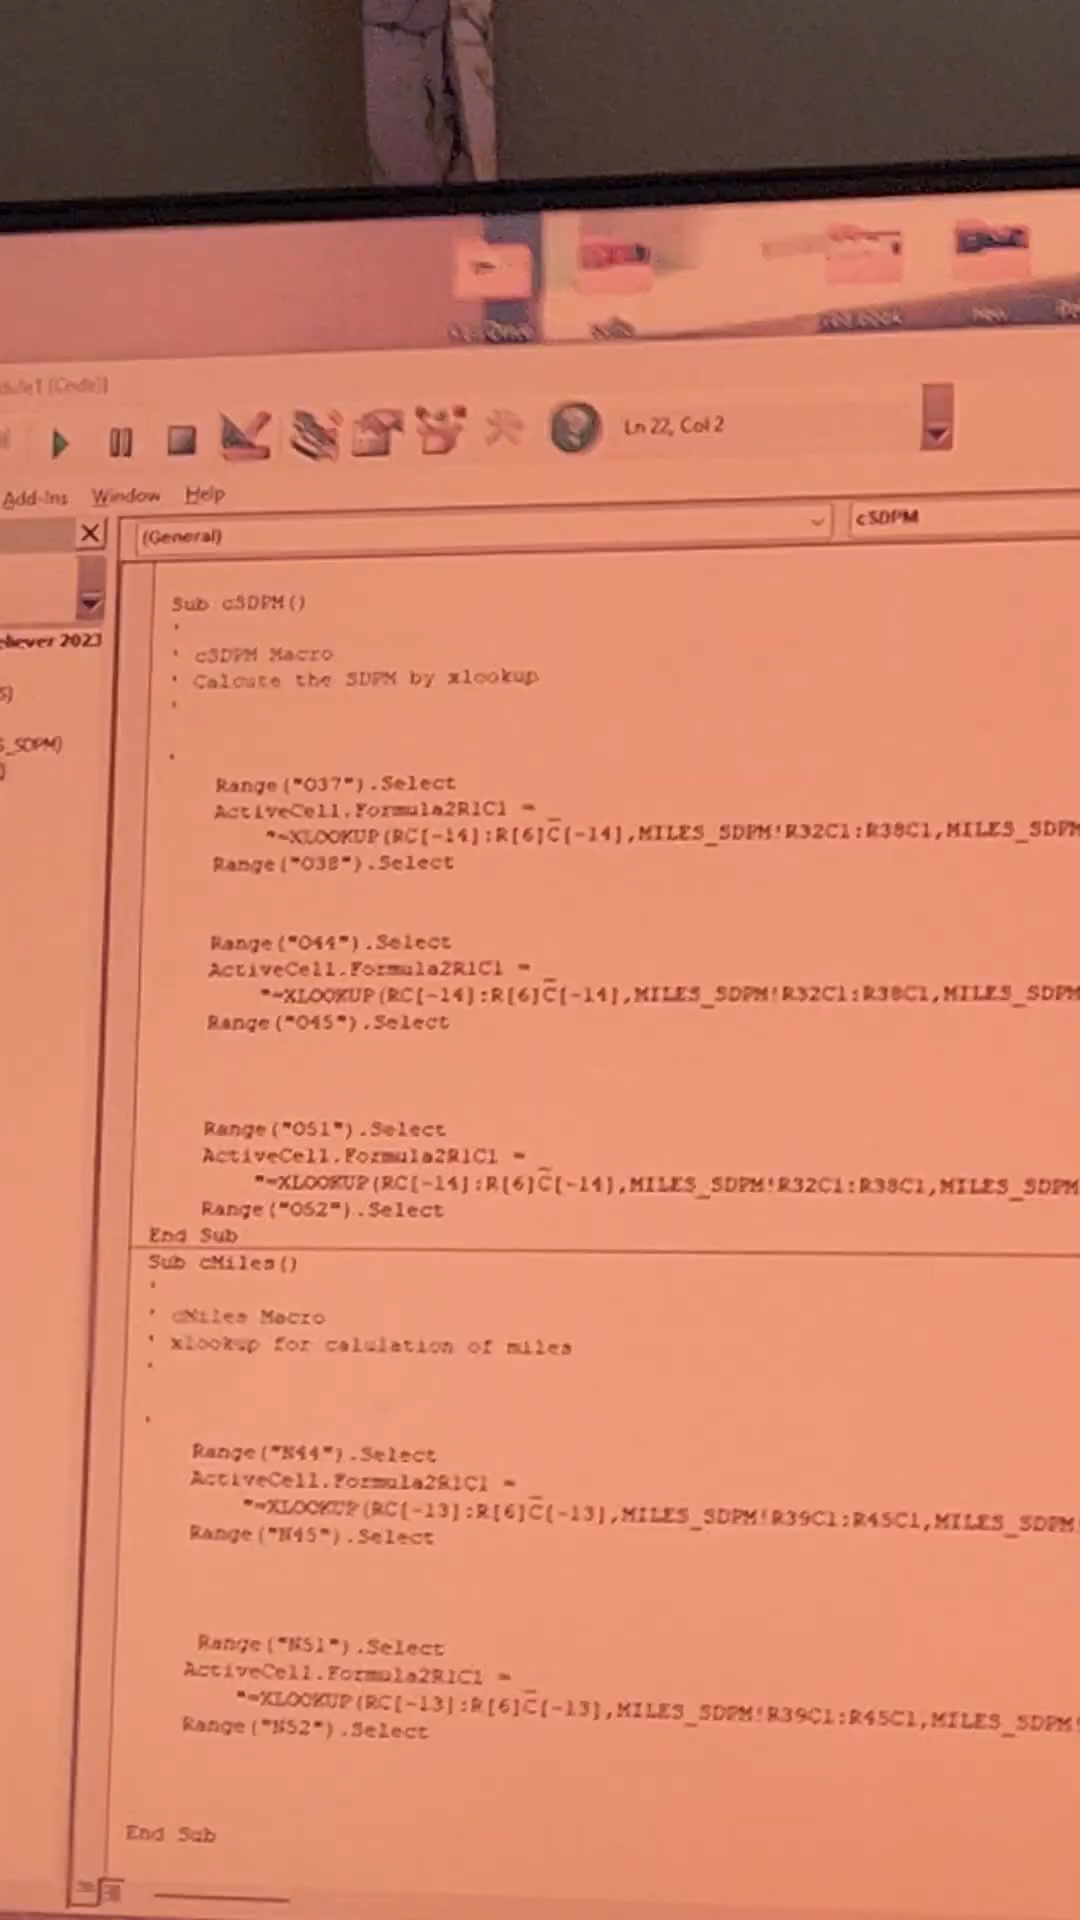 dule1 (Code)]
Ln 22, Col 2
Add-Ins Window Help
(General)
cSDPM
eliever 2023
S)
S_SDPM)
)
Sub cSDPM()
'
' cSDPM Macro
' Calcute the SDPM by xlookup
'
'
Range("O37").Select
ActiveCell.Formula2R1C1 = _
"=XLOOKUP(RC[-14]:R[6]C[-14],MILES_SDPM!R32C1:R38C1,MILES_SDPM
Range("O38").Select
Range("O44").Select
ActiveCell.Formula2R1C1 = _
"=XLOOKUP(RC[-14]:R[6]C[-14],MILES_SDPM!R32C1:R38C1,MILES_SDPM
Range("O45").Select
Range("O51").Select
ActiveCell.Formula2R1C1 = _
"=XLOOKUP(RC[-14]:R[6]C[-14],MILES_SDPM!R32C1:R38C1,MILES_SDPM
Range("O52").Select
End Sub
Sub cMiles()
'
' cMiles Macro
' xlookup for calulation of miles
'
'
Range("N44").Select
ActiveCell.Formula2R1C1 = _
"=XLOOKUP(RC[-13]:R[6]C[-13],MILES_SDPM!R39C1:R45C1,MILES_SDPM!
Range("N45").Select
Range("N51").Select
ActiveCell.Formula2R1C1 = _
"=XLOOKUP(RC[-13]:R[6]C[-13],MILES_SDPM!R39C1:R45C1,MILES_SDPM!
Range("N52").Select
End Sub